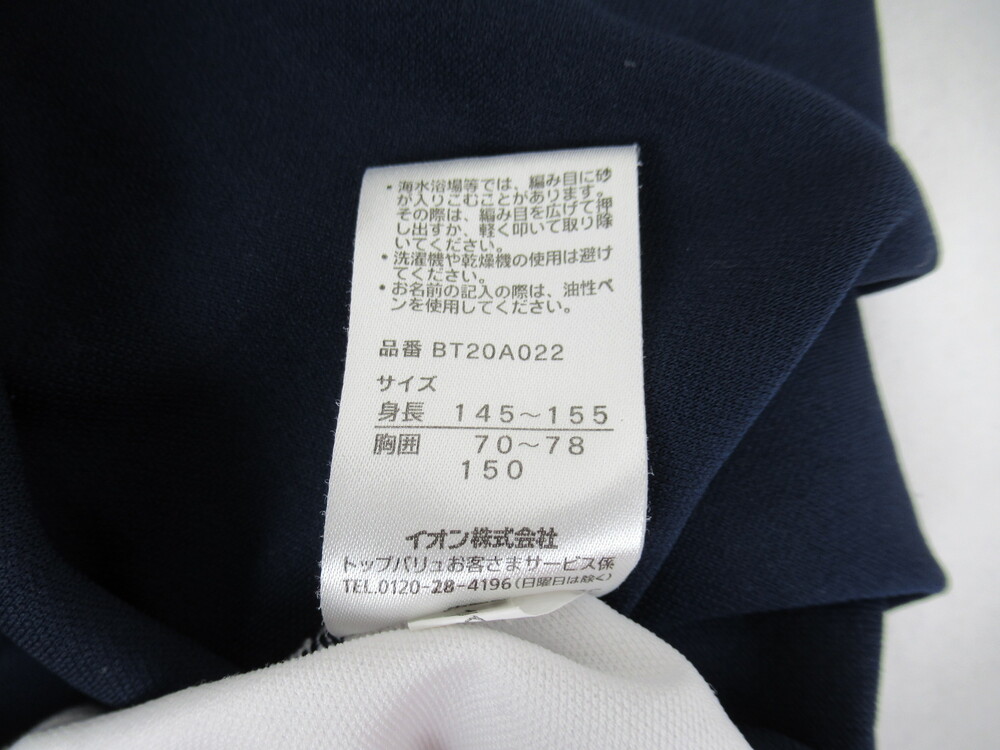 ・海水浴場等では、編み目に砂
が入りこむことがあります。
その際は、編み目を広げて押
し出すか、軽く叩いて取り除
いてください。
・洗濯機や乾燥機の使用は避け
てください。
・お名前の記入の際は、油性ペ
ンを使用してください。
品番 BT20A022
サイズ
身長 145～155
胸囲 70～78
150
イオン株式会社
トップバリュお客さまサービス係
TEL.0120-28-4196(日曜日は除く)